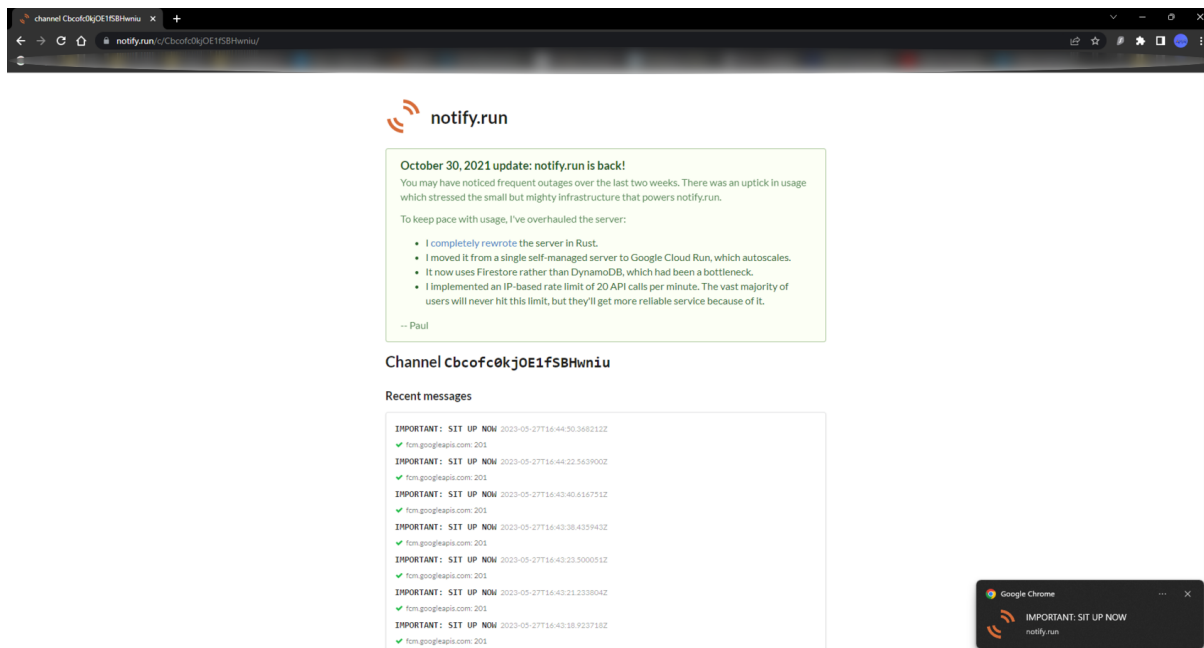 channel Cbcofc0kjOE1fSBHwniu
notify.run/c/Cbcofc0kjOE1fSBHwniu/
notify.run
October 30, 2021 update: notify.run is back!
You may have noticed frequent outages over the last two weeks. There was an uptick in usage
which stressed the small but mighty infrastructure that powers notify.run.
To keep pace with usage, I've overhauled the server:
• I completely rewrote the server in Rust.
• I moved it from a single self-managed server to Google Cloud Run, which autoscales.
• It now uses Firestore rather than DynamoDB, which had been a bottleneck.
• I implemented an IP-based rate limit of 20 API calls per minute. The vast majority of
users will never hit this limit, but they'll get more reliable service because of it.
-- Paul
Channel Cbcofc0kjOE1fSBHwniu
Recent messages
IMPORTANT: SIT UP NOW 2023-05-27T16:44:50.368212Z
✔ fcm.googleapis.com: 201
IMPORTANT: SIT UP NOW 2023-05-27T16:44:22.563900Z
✔ fcm.googleapis.com: 201
IMPORTANT: SIT UP NOW 2023-05-27T16:43:40.616751Z
✔ fcm.googleapis.com: 201
IMPORTANT: SIT UP NOW 2023-05-27T16:43:38.435943Z
✔ fcm.googleapis.com: 201
IMPORTANT: SIT UP NOW 2023-05-27T16:43:23.500051Z
✔ fcm.googleapis.com: 201
IMPORTANT: SIT UP NOW 2023-05-27T16:43:21.233804Z
✔ fcm.googleapis.com: 201
IMPORTANT: SIT UP NOW 2023-05-27T16:43:18.923718Z
✔ fcm.googleapis.com: 201
Google Chrome
IMPORTANT: SIT UP NOW
notify.run